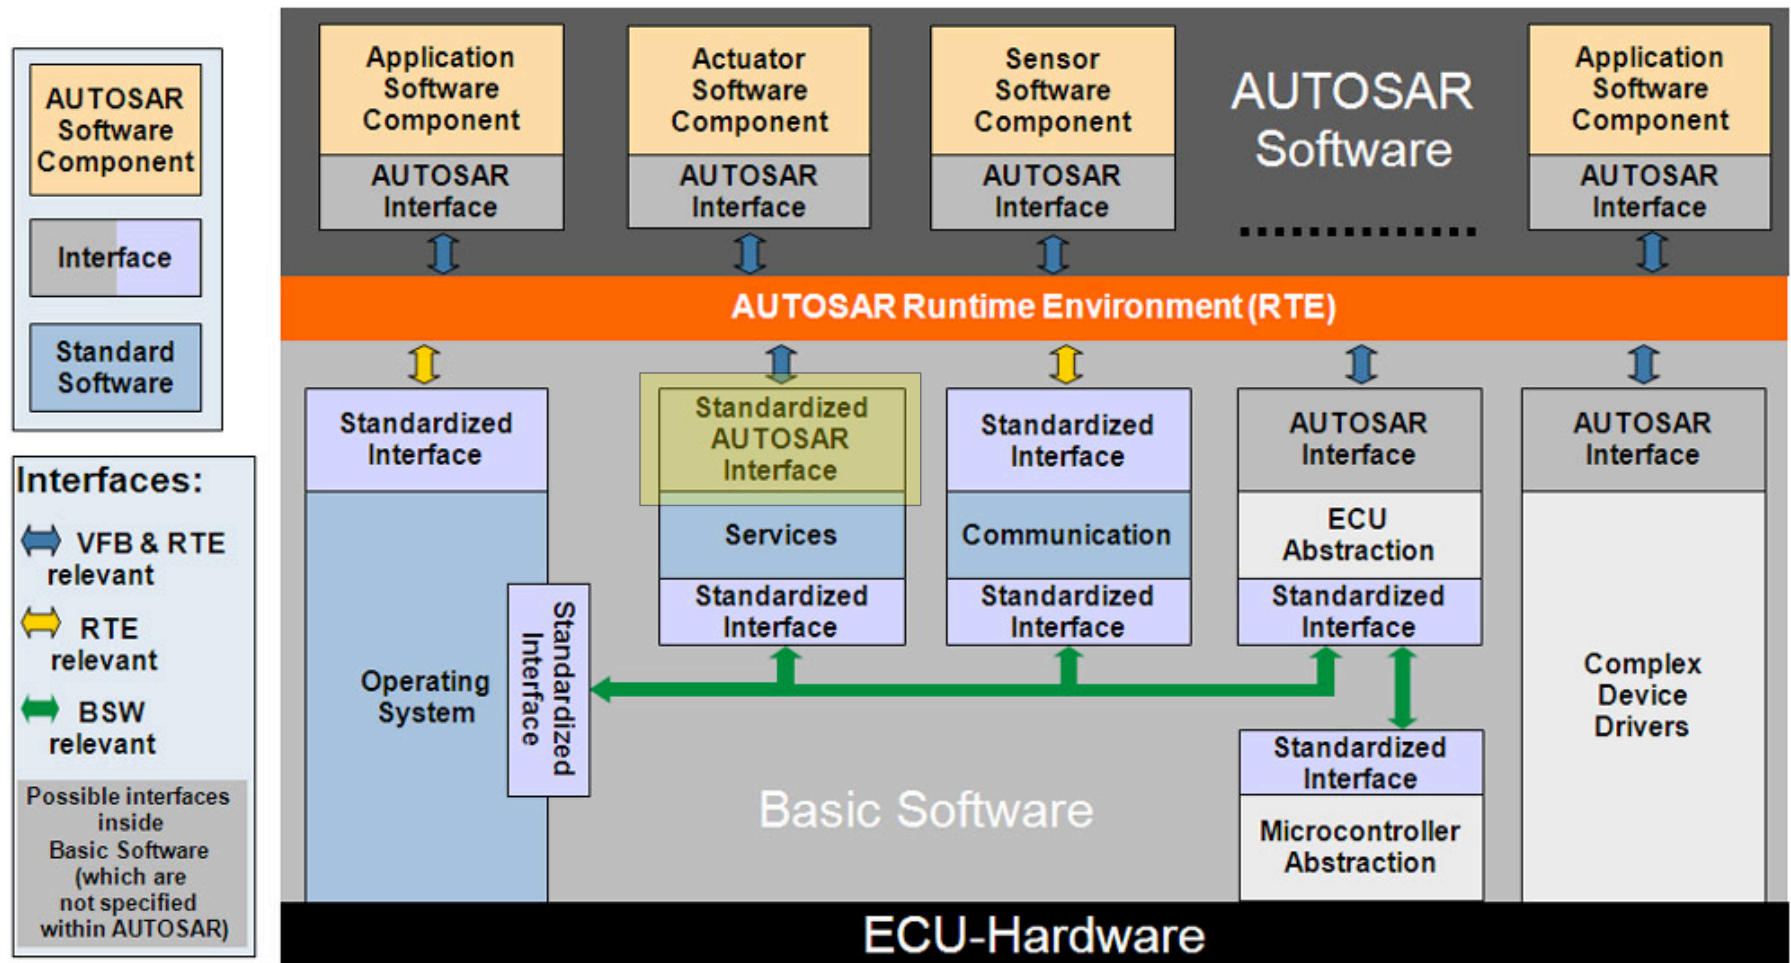 AUTOSAR
Software
Component
Interface
Standard
Software
Interfaces:
VFB & RTE
relevant
RTE
relevant
BSW
relevant
Possible interfaces
inside
Basic Software
(which are
not specified
within AUTOSAR)
Application
Software
Component
AUTOSAR
Interface
Actuator
Software
Component
AUTOSAR
Interface
Sensor
Software
Component
AUTOSAR
Interface
AUTOSAR
Software
Application
Software
Component
AUTOSAR
Interface
AUTOSAR Runtime Environment (RTE)
Standardized
Interface
Operating
System
Standardized
Interface
Standardized
AUTOSAR
Interface
Services
Standardized
Interface
Standardized
Interface
Communication
Standardized
Interface
AUTOSAR
Interface
ECU
Abstraction
Standardized
Interface
Standardized
Interface
Microcontroller
Abstraction
AUTOSAR
Interface
Complex
Device
Drivers
Basic Software
ECU-Hardware